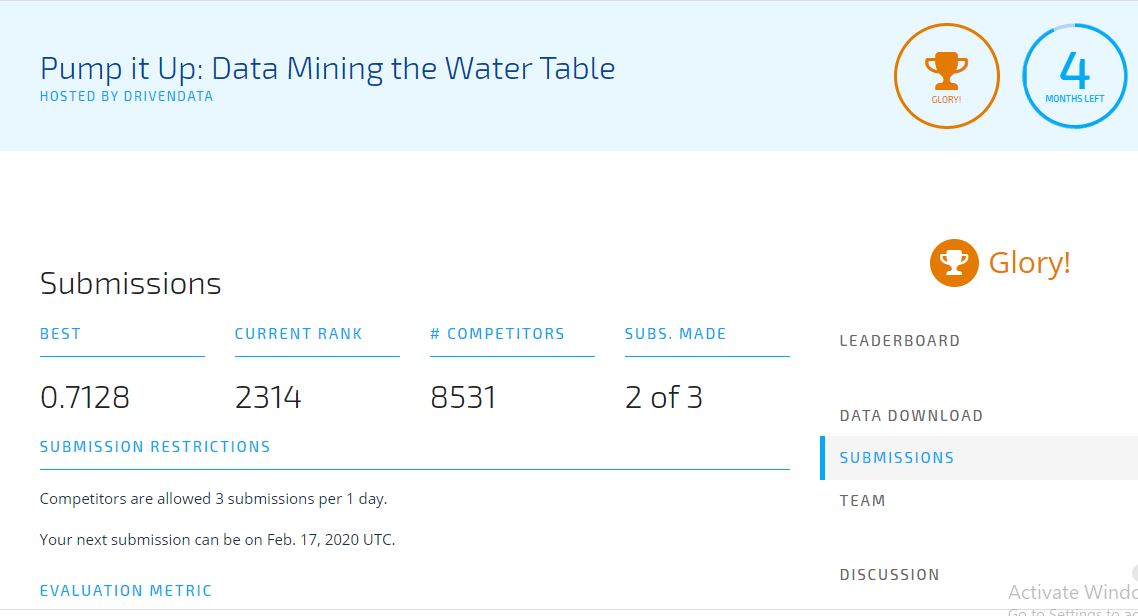 Pump it Up: Data Mining the Water Table
HOSTED BY DRIVENDATA
GLORY!
4
MONTHS LEFT
Glory!
Submissions
BEST
CURRENT RANK
# COMPETITORS
SUBS. MADE
0.7128
2314
8531
2 of 3
SUBMISSION RESTRICTIONS
Competitors are allowed 3 submissions per 1 day.
Your next submission can be on Feb. 17, 2020 UTC.
EVALUATION METRIC
LEADERBOARD
DATA DOWNLOAD
SUBMISSIONS
TEAM
DISCUSSION
Activate Windo
Go to Settings to ac